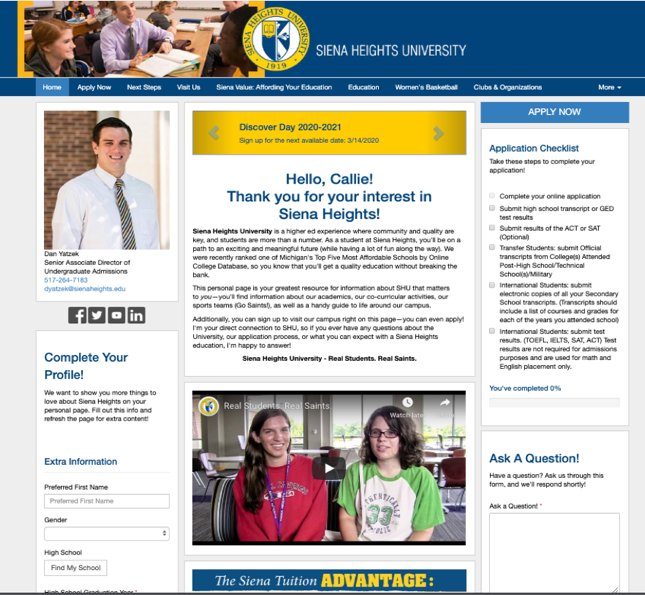 SIENA HEIGHTS UNIVERSITY
1919
SIENA HEIGHTS UNIVERSITY
Home Apply Now Next Steps Visit Us Siena Value: Affording Your Education Education Women's Basketball Clubs & Organizations More
Dan Yatzek
Senior Associate Director of
Undergraduate Admissions
517-264-7183
dyatzek@sienaheights.edu
Complete Your
Profile!
We want to show you more things to
love about Siena Heights on your
personal page. Fill out this info and
refresh the page for extra content!
Extra Information
Preferred First Name
Preferred First Name
Gender
High School
Find My School
High School Graduation Year *
Discover Day 2020-2021
Sign up for the next available date: 3/14/2020
Hello, Callie!
Thank you for your interest in
Siena Heights!
Siena Heights University is a higher ed experience where community and quality are
key, and students are more than a number. As a student at Siena Heights, you'll be on a
path to an exciting and meaningful future (while having a lot of fun along the way). We
were recently ranked one of Michigan's Top Five Most Affordable Schools by Online
College Database, so you know that you'll get a quality education without breaking the
bank.
This personal page is your greatest resource for information about SHU that matters
to you—you'll find information about our academics, our co-curricular activities, our
sports teams (Go Saints!), as well as a handy guide to life around our campus.
Additionally, you can sign up to visit our campus right on this page—you can even apply!
I'm your direct connection to SHU, so if you ever have any questions about the
University, our application process, or what you can expect with a Siena Heights
education, I'm happy to answer!
Siena Heights University - Real Students. Real Saints.
Real Students. Real Saints.
Watch later
Share
33
The Siena Tuition ADVANTAGE:
APPLY NOW
Application Checklist
Take these steps to complete your
application!
Complete your online application
Submit high school transcript or GED
test results
Submit results of the ACT or SAT
(Optional)
Transfer Students: submit Official
transcripts from College(s) Attended
Post-High School/Technical
School(s)/Military
International Students: submit
electronic copies of all your Secondary
School transcripts. (Transcripts should
include a list of courses and grades for
each of the years you attended school)
International Students: submit test
results. (TOEFL, IELTS, SAT, ACT) Test
results are not required for admissions
purposes and are used for math and
English placement only.
You've completed 0%
Ask A Question!
Have a question? Ask us through this
form, and we'll respond shortly!
Ask a Question! *